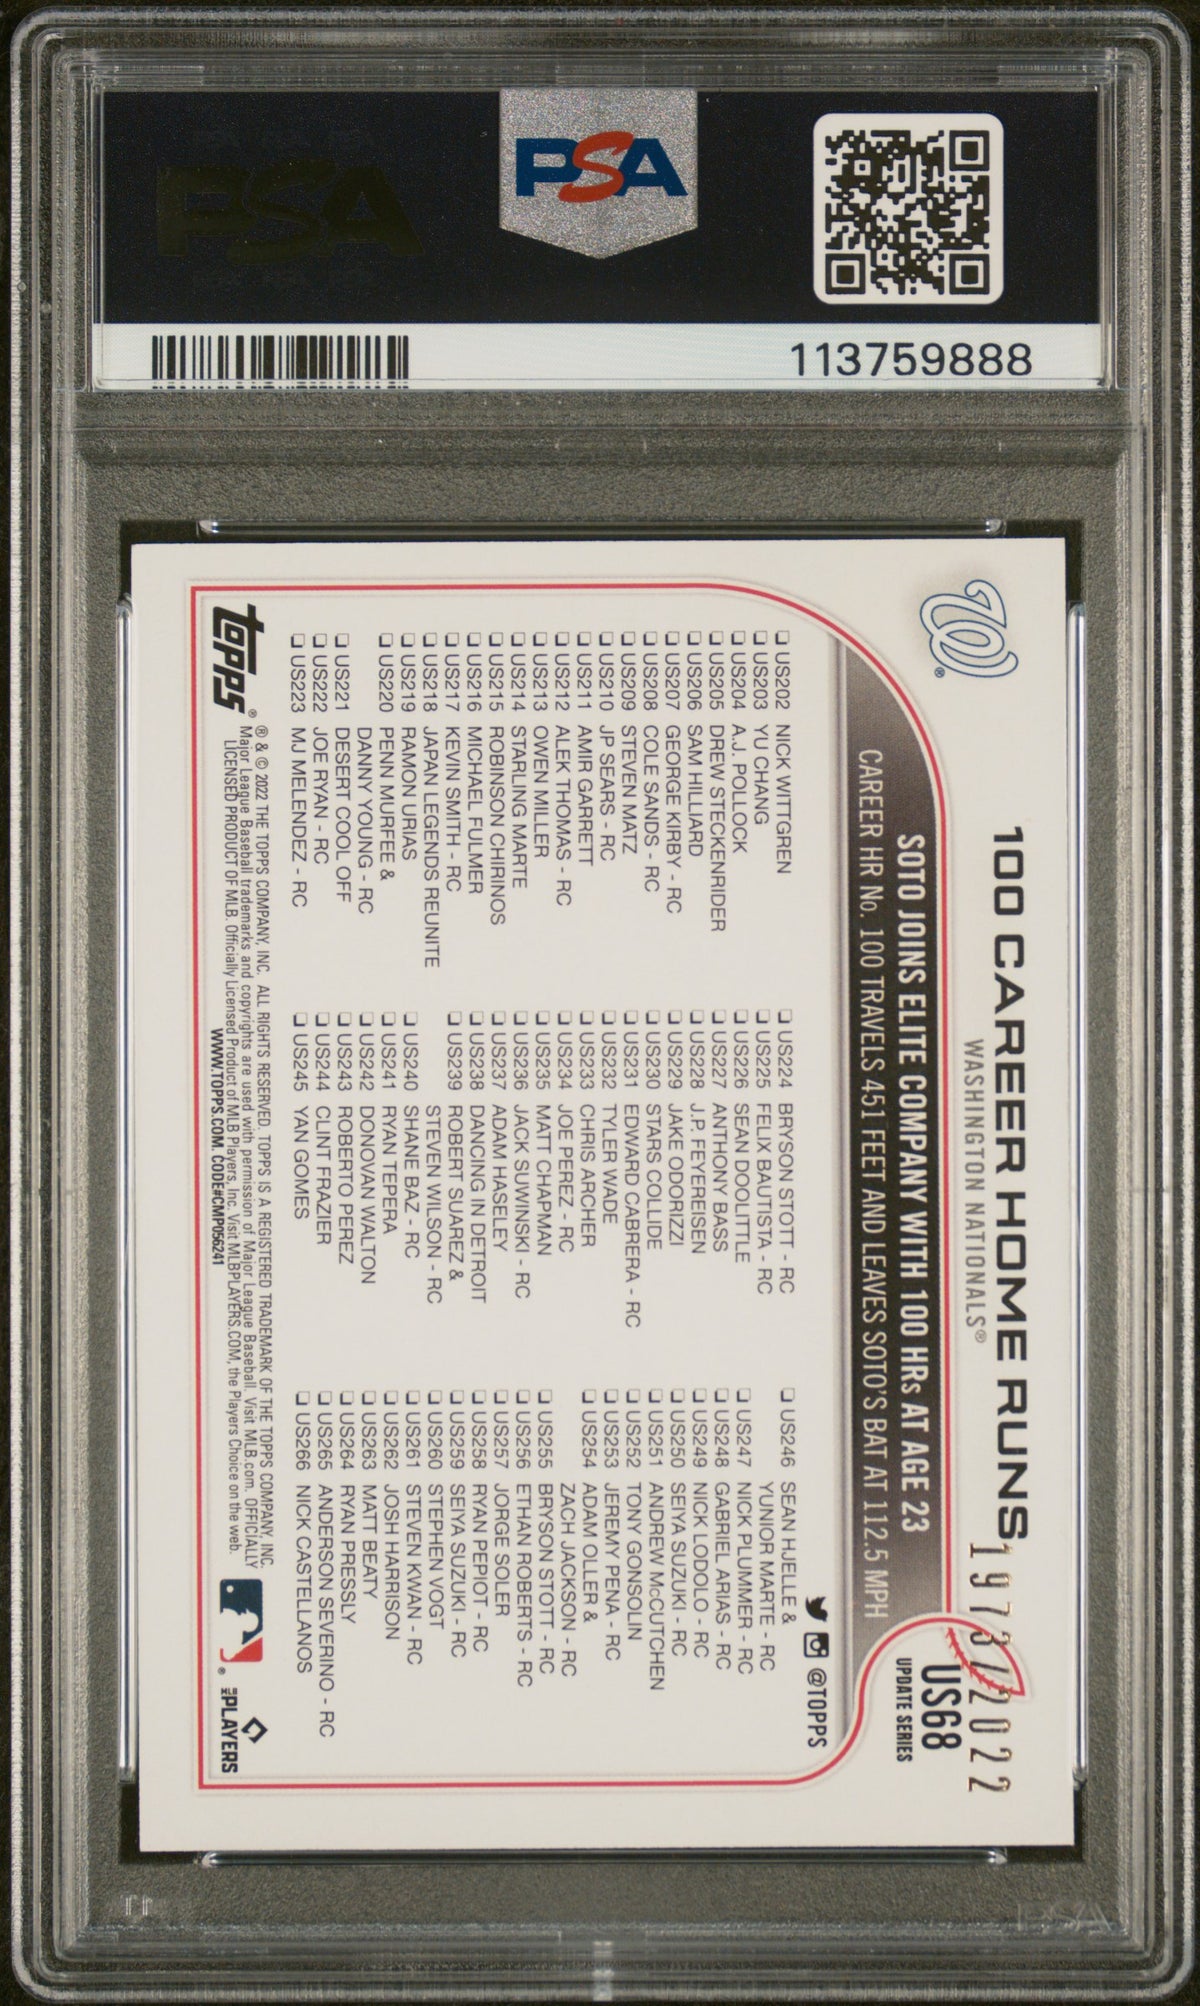 PSA
PSA
113759888
100 CAREER HOME RUNS
WASHINGTON NATIONALS®
1973/2022
US68
UPDATE SERIES
W®
SOTO JOINS ELITE COMPANY WITH 100 HRs AT AGE 23
CAREER HR No. 100 TRAVELS 451 FEET AND LEAVES SOTO'S BAT AT 112.5 MPH
@TOPPS
❑ US202 NICK WITTGREN
❑ US203 YU CHANG
❑ US204 A.J. POLLOCK
❑ US205 DREW STECKENRIDER
❑ US206 SAM HILLIARD
❑ US207 GEORGE KIRBY - RC
❑ US208 COLE SANDS - RC
❑ US209 STEVEN MATZ
❑ US210 JP SEARS - RC
❑ US211 AMIR GARRETT
❑ US212 ALEK THOMAS - RC
❑ US213 OWEN MILLER
❑ US214 STARLING MARTE
❑ US215 ROBINSON CHIRINOS
❑ US216 MICHAEL FULMER
❑ US217 KEVIN SMITH - RC
❑ US218 JAPAN LEGENDS REUNITE
❑ US219 RAMON URIAS
❑ US220 PENN MURFEE &
DANNY YOUNG - RC
❑ US221 DESERT COOL OFF
❑ US222 JOE RYAN - RC
❑ US223 MJ MELENDEZ - RC
❑ US224 BRYSON STOTT - RC
❑ US225 FELIX BAUTISTA - RC
❑ US226 SEAN DOOLITTLE
❑ US227 ANTHONY BASS
❑ US228 J.P. FEYEREISEN
❑ US229 JAKE ODORIZZI
❑ US230 STARS COLLIDE
❑ US231 EDWARD CABRERA - RC
❑ US232 TYLER WADE
❑ US233 CHRIS ARCHER
❑ US234 JOE PEREZ - RC
❑ US235 MATT CHAPMAN
❑ US236 JACK SUWINSKI - RC
❑ US237 ADAM HASELEY
❑ US238 DANCING IN DETROIT
❑ US239 ROBERT SUAREZ &
STEVEN WILSON - RC
❑ US240 SHANE BAZ - RC
❑ US241 RYAN TEPERA
❑ US242 DONOVAN WALTON
❑ US243 ROBERTO PEREZ
❑ US244 CLINT FRAZIER
❑ US245 YAN GOMES
❑ US246 SEAN HJELLE &
YUNIOR MARTE - RC
❑ US247 NICK PLUMMER - RC
❑ US248 GABRIEL ARIAS - RC
❑ US249 NICK LODOLO - RC
❑ US250 SEIYA SUZUKI - RC
❑ US251 ANDREW McCUTCHEN
❑ US252 TONY GONSOLIN
❑ US253 JEREMY PENA - RC
❑ US254 ADAM OLLER &
ZACH JACKSON - RC
❑ US255 BRYSON STOTT - RC
❑ US256 ETHAN ROBERTS - RC
❑ US257 JORGE SOLER
❑ US258 RYAN PEPIOT - RC
❑ US259 SEIYA SUZUKI - RC
❑ US260 STEPHEN VOGT
❑ US261 STEVEN KWAN - RC
❑ US262 JOSH HARRISON
❑ US263 MATT BEATY
❑ US264 RYAN PRESSLY
❑ US265 ANDERSON SEVERINO - RC
❑ US266 NICK CASTELLANOS
topps®
® & © 2022 THE TOPPS COMPANY, INC. ALL RIGHTS RESERVED. TOPPS IS A REGISTERED TRADEMARK OF THE TOPPS COMPANY, INC.
Major League Baseball trademarks and copyrights are used with permission of Major League Baseball. Visit MLB.com. OFFICIALLY
LICENSED PRODUCT OF MLB. Officially Licensed Product of MLB Players, Inc. Visit MLBPLAYERS.COM, the Players Choice on the web.
WWW.TOPPS.COM. CODE#CMP056241
®
MLB PLAYERS
PSA